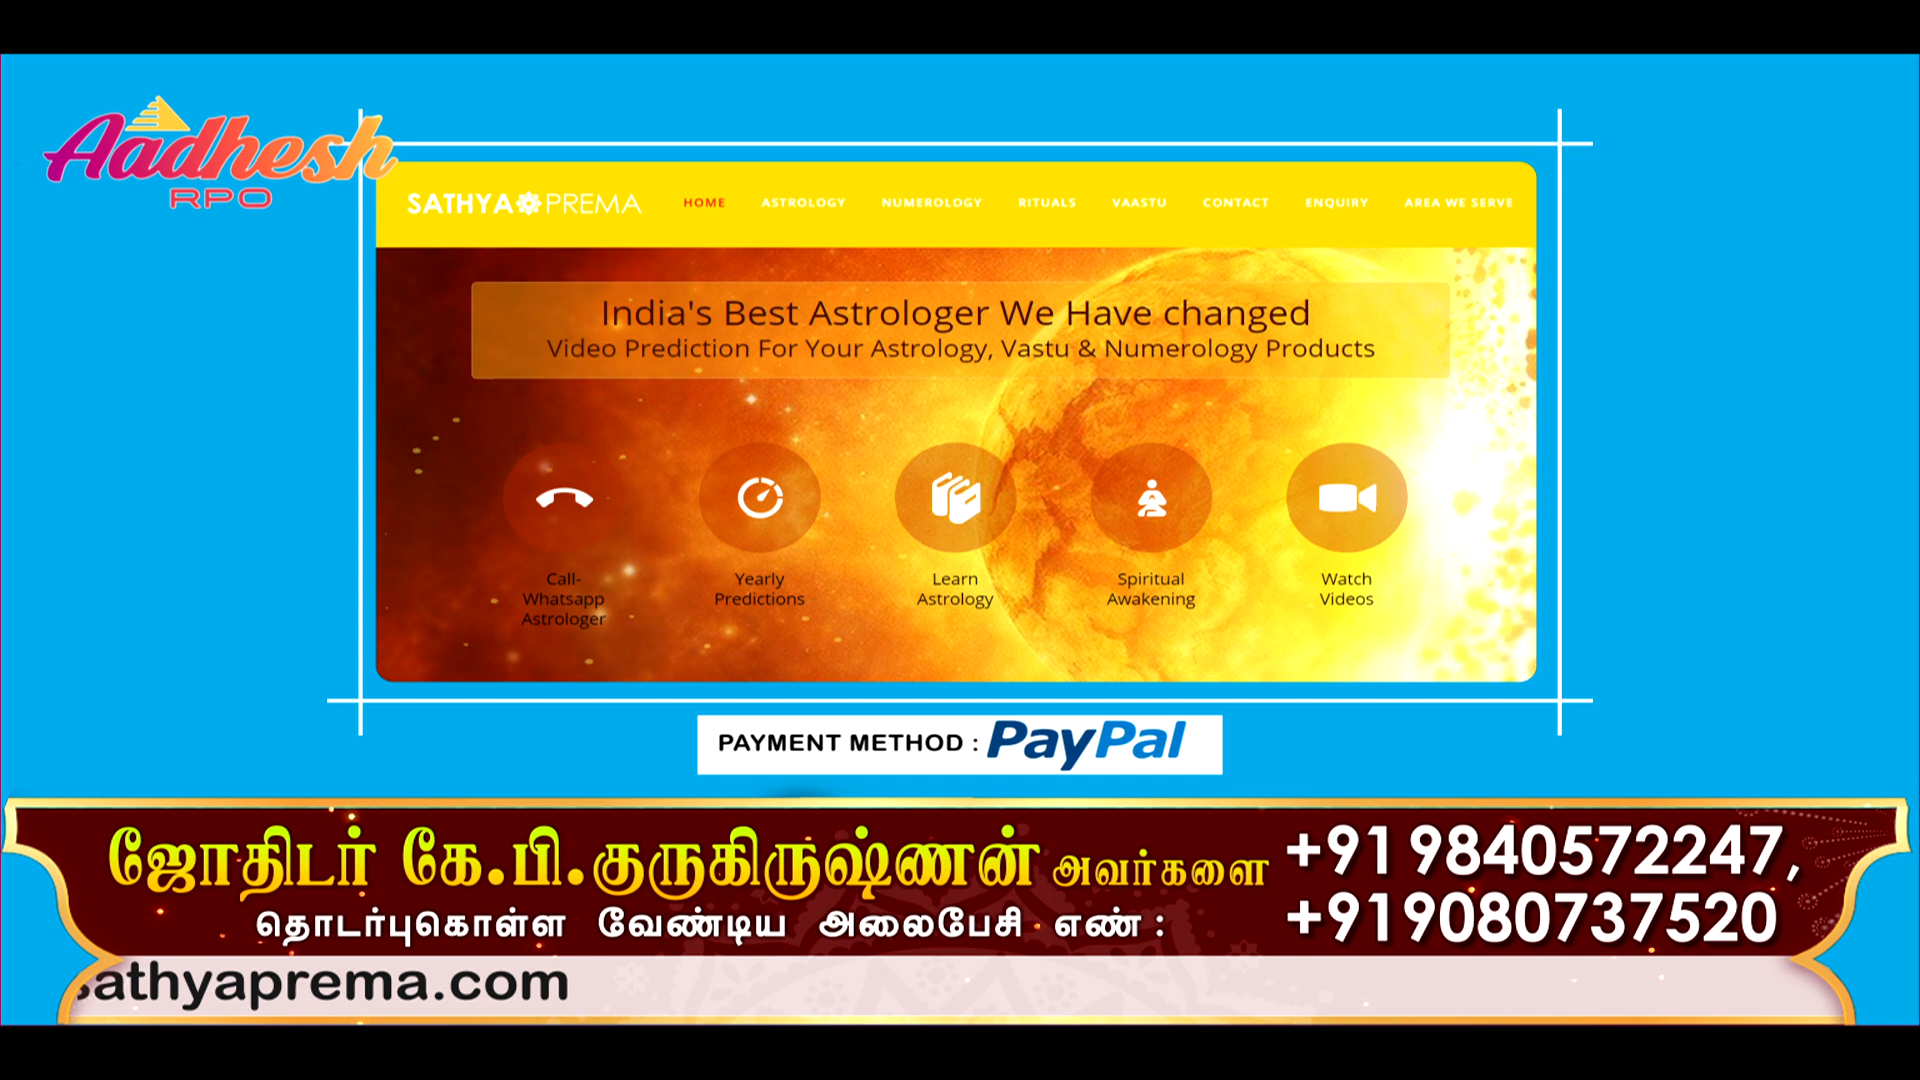 Aadhesh
RPO
SATHYA PREMA
HOME ASTROLOGY NUMEROLOGY RITUALS VAASTU CONTACT ENQUIRY AREA WE SERVE
India's Best Astrologer We Have changed
Video Prediction For Your Astrology, Vastu & Numerology Products
Call-
Whatsapp
Astrologer
Yearly
Predictions
Learn
Astrology
Spiritual
Awakening
Watch
Videos
PAYMENT METHOD : PayPal
ஜோதிடர் கே.பி.குருகிருஷ்ணன் அவர்களை
தொடர்புகொள்ள வேண்டிய அலைபேசி எண் :
+91 9840572247,
+91 9080737520
sathyaprema.com